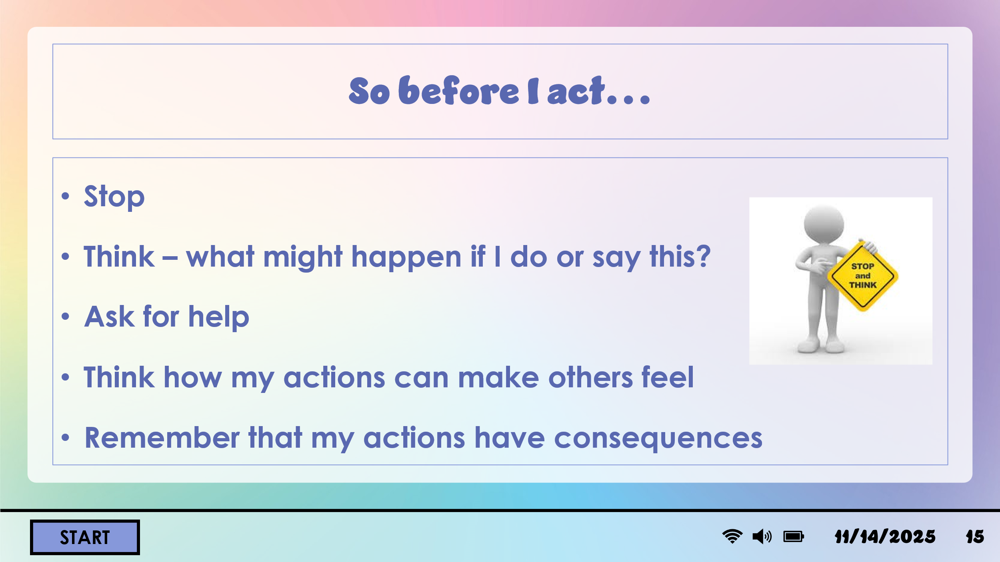 So before I act...
• Stop
• Think – what might happen if I do or say this?
• Ask for help
• Think how my actions can make others feel
• Remember that my actions have consequences
STOP
and
THINK
START
11/14/2025
15